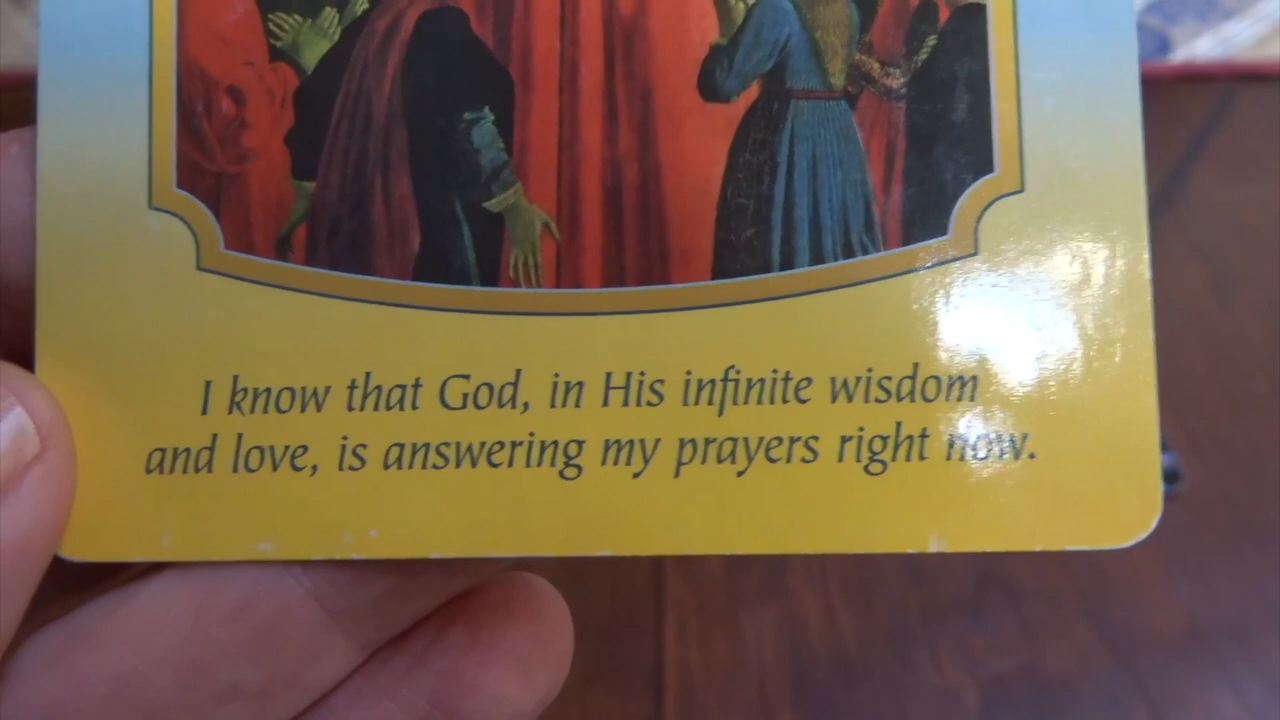 I know that God, in His infinite wisdom
and love, is answering my prayers right now.